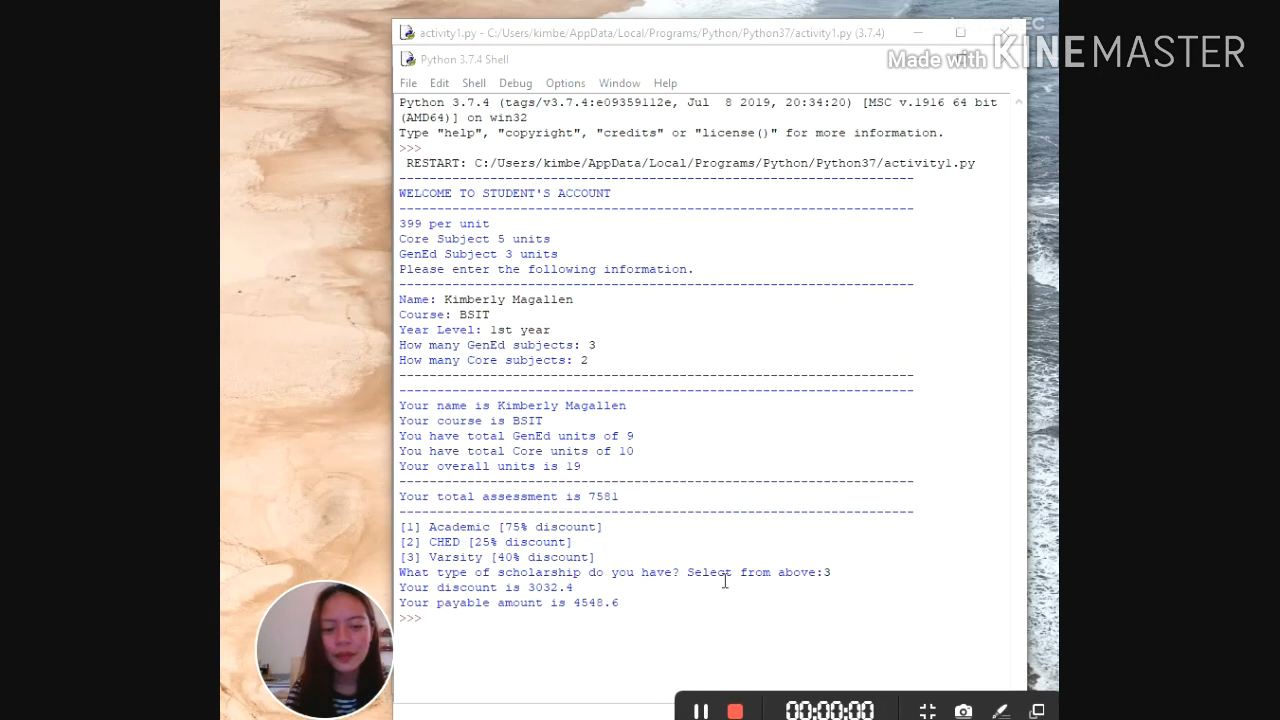 REC
Made with KINEMASTER
activity1.py - C:/Users/kimbe/AppData/Local/Programs/Python/Python37/activity1.py (3.7.4)
Python 3.7.4 Shell
File Edit Shell Debug Options Window Help
Python 3.7.4 (tags/v3.7.4:e09359112e, Jul  8 2019, 20:34:20) [MSC v.1916 64 bit
(AMD64)] on win32
Type "help", "copyright", "credits" or "license()" for more information.
>>>
RESTART: C:/Users/kimbe/AppData/Local/Programs/Python/Python37/activity1.py
--------------------------------------------------------------------
WELCOME TO STUDENT'S ACCOUNT
--------------------------------------------------------------------
399 per unit
Core Subject 5 units
GenEd Subject 3 units
Please enter the following information.
--------------------------------------------------------------------
Name: Kimberly Magallen
Course: BSIT
Year Level: 1st year
How many GenEd subjects: 3
How many Core subjects: 2
--------------------------------------------------------------------
--------------------------------------------------------------------
Your name is Kimberly Magallen
Your course is BSIT
You have total GenEd units of 9
You have total Core units of 10
Your overall units is 19
--------------------------------------------------------------------
Your total assessment is 7581
--------------------------------------------------------------------
[1] Academic [75% discount]
[2] CHED [25% discount]
[3] Varsity [40% discount]
What type of scholarship do you have? Select from above:3
Your discount is 3032.4
Your payable amount is 4548.6
>>>
00:00:00